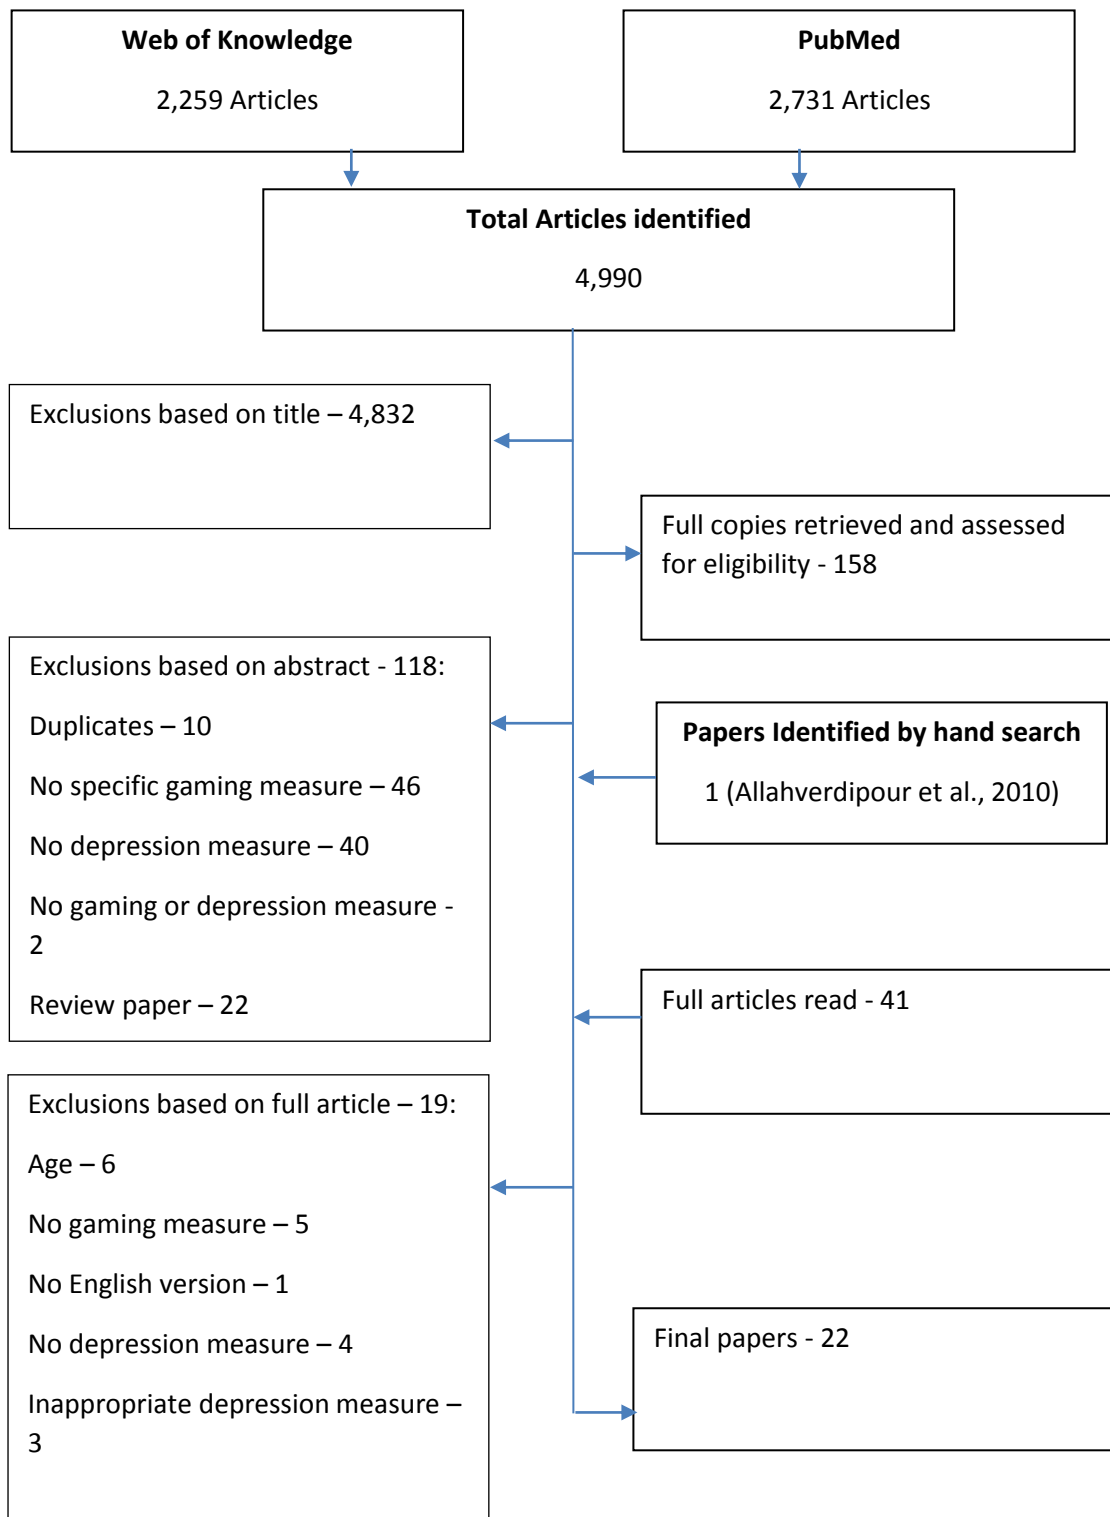 Web of Knowledge
2,259 Articles
PubMed
2,731 Articles
Total Articles identified
4,990
Exclusions based on title – 4,832
Full copies retrieved and assessed
for eligibility - 158
Exclusions based on abstract - 118:
Duplicates – 10
No specific gaming measure – 46
No depression measure – 40
No gaming or depression measure -
2
Review paper – 22
Papers Identified by hand search
1 (Allahverdipour et al., 2010)
Full articles read - 41
Exclusions based on full article – 19:
Age – 6
No gaming measure – 5
No English version – 1
No depression measure – 4
Inappropriate depression measure –
3
Final papers - 22